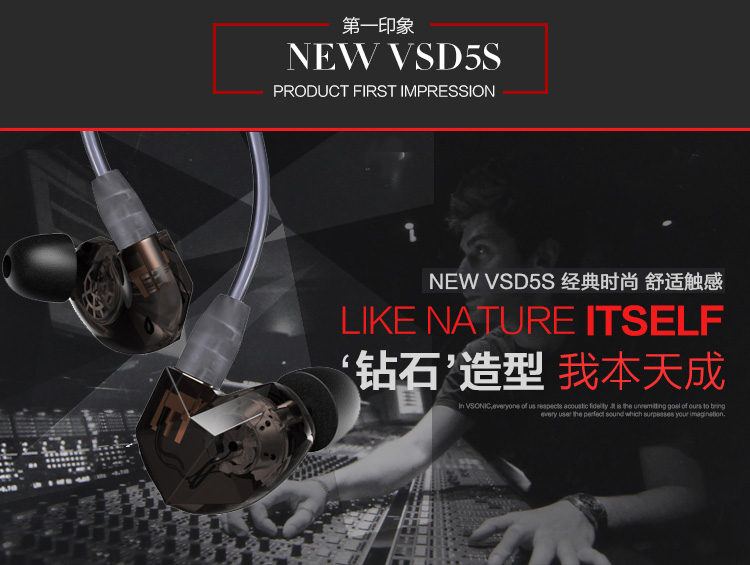 第一印象
NEW VSD5S
PRODUCT FIRST IMPRESSION
NEW VSD5S 经典时尚 舒适触感
LIKE NATURE ITSELF
‘钻石’造型 我本天成
In VSONIC,everyone of us respects acoustic fidelity .It is the unremitting goal of ours to bring
every user the perfect sound which surpasses your imagination.